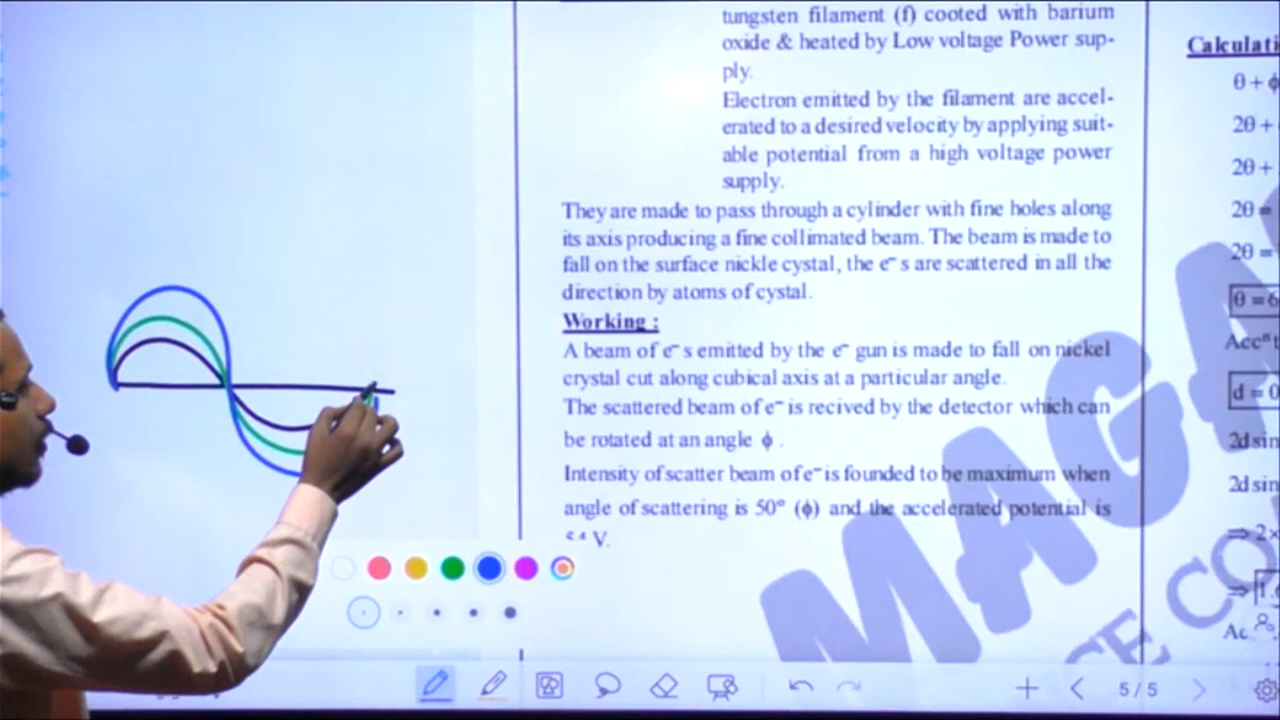 tungsten filament (f) cooted with barium
oxide & heated by Low voltage Power sup-
ply.
Electron emitted by the filament are accel-
erated to a desired velocity by applying suit-
able potential from a high voltage power
supply.
They are made to pass through a cylinder with fine holes along
its axis producing a fine collimated beam. The beam is made to
fall on the surface nickle cystal, the e⁻ s are scattered in all the
direction by atoms of cystal.
Working :
A beam of e⁻ s emitted by the e⁻ gun is made to fall on nickel
crystal cut along cubical axis at a particular angle.
The scattered beam of e⁻ is recived by the detector which can
be rotated at an angle ϕ .
Intensity of scatter beam of e⁻ is founded to be maximum when
angle of scattering is 50° (ϕ) and the accelerated potential is
54 V.
Calculati
θ + ϕ
2θ +
2θ +
2θ =
2θ =
θ = 6
Accⁿ t
d = 0
2d sin
2d sin
⇒ 2×
⇒
MAGA
CE CO
5 / 5